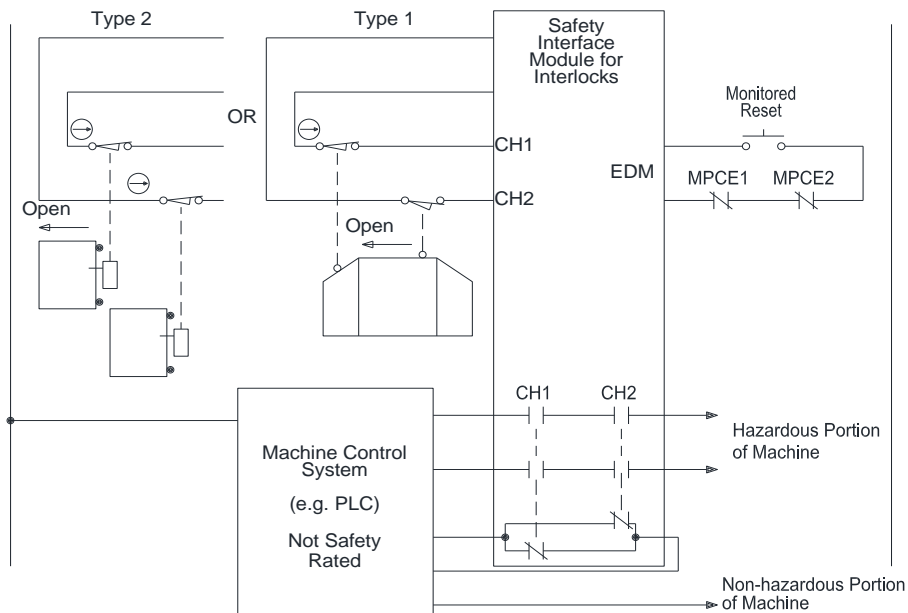 Type 2
Type 1
Safety
Interface
Module for
Interlocks
OR
Monitored
Reset
CH1
EDM
MPCE1
MPCE2
CH2
Open
Open
CH1
CH2
Hazardous Portion
of Machine
Machine Control
System
(e.g. PLC)
Not Safety
Rated
Non-hazardous Portion
of Machine